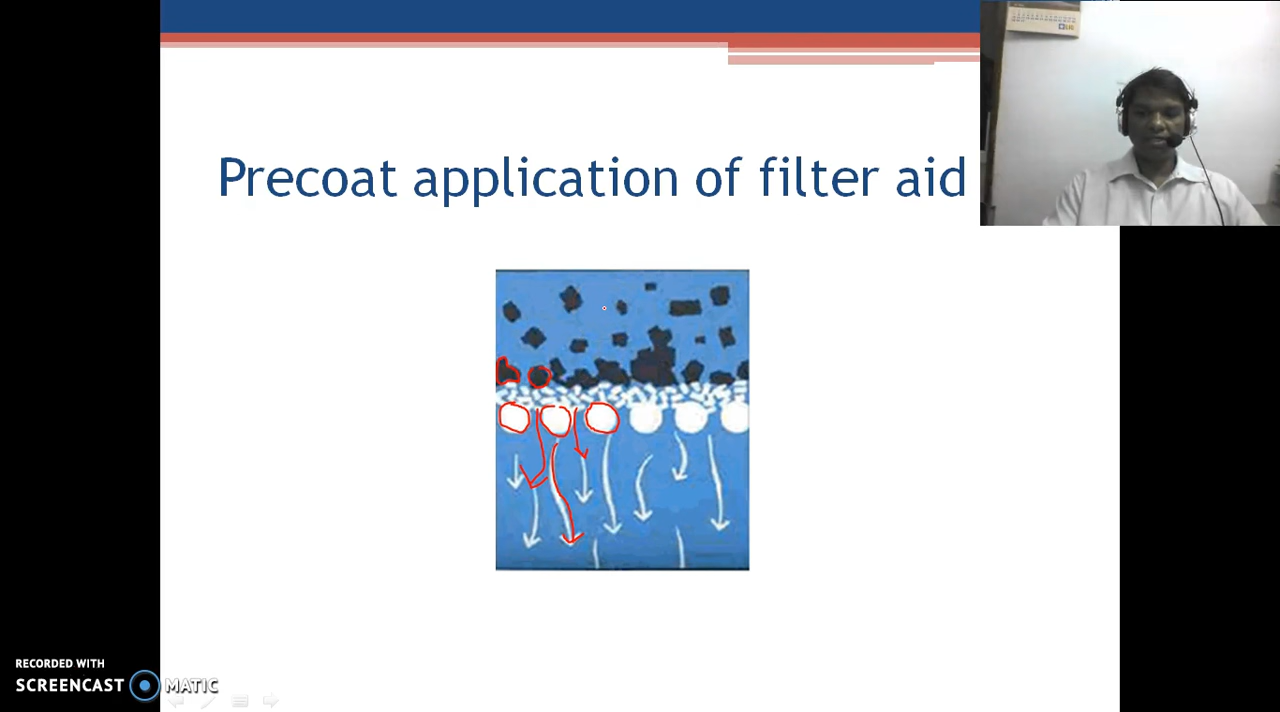 Precoat application of filter aid
RECORDED WITH
SCREENCAST MATIC